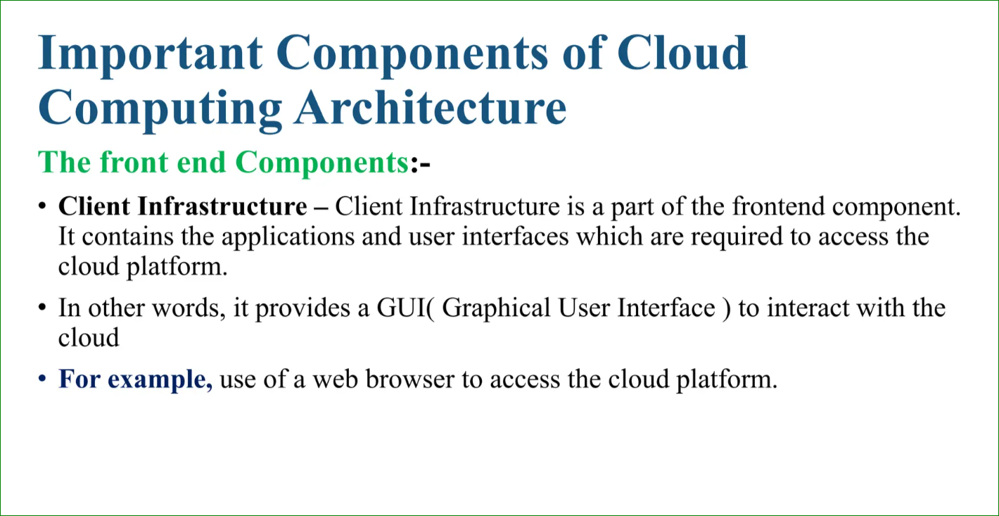 Important Components of Cloud
Computing Architecture
The front end Components:-
• Client Infrastructure – Client Infrastructure is a part of the frontend component.
It contains the applications and user interfaces which are required to access the
cloud platform.
• In other words, it provides a GUI( Graphical User Interface ) to interact with the
cloud
• For example, use of a web browser to access the cloud platform.